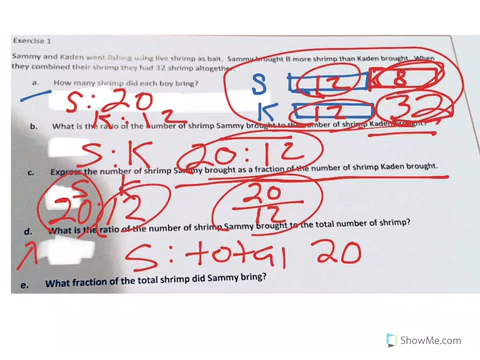 Exercise 1
Sammy and Kaden went fishing using live shrimp as bait. Sammy brought 8 more shrimp than Kaden brought. When
they combined their shrimp they had 32 shrimp altogether.
S 12 8
a. How many shrimp did each boy bring?
K 12 32
S: 20
K: 12
b. What is the ratio of the number of shrimp Sammy brought to the number of shrimp Kaden brought?
S:K 20:12
c. Express the number of shrimp Sammy brought as a fraction of the number of shrimp Kaden brought.
S K
20:12
20
12
d. What is the ratio of the number of shrimp Sammy brought to the total number of shrimp?
S: total 20
e. What fraction of the total shrimp did Sammy bring?
ShowMe.com